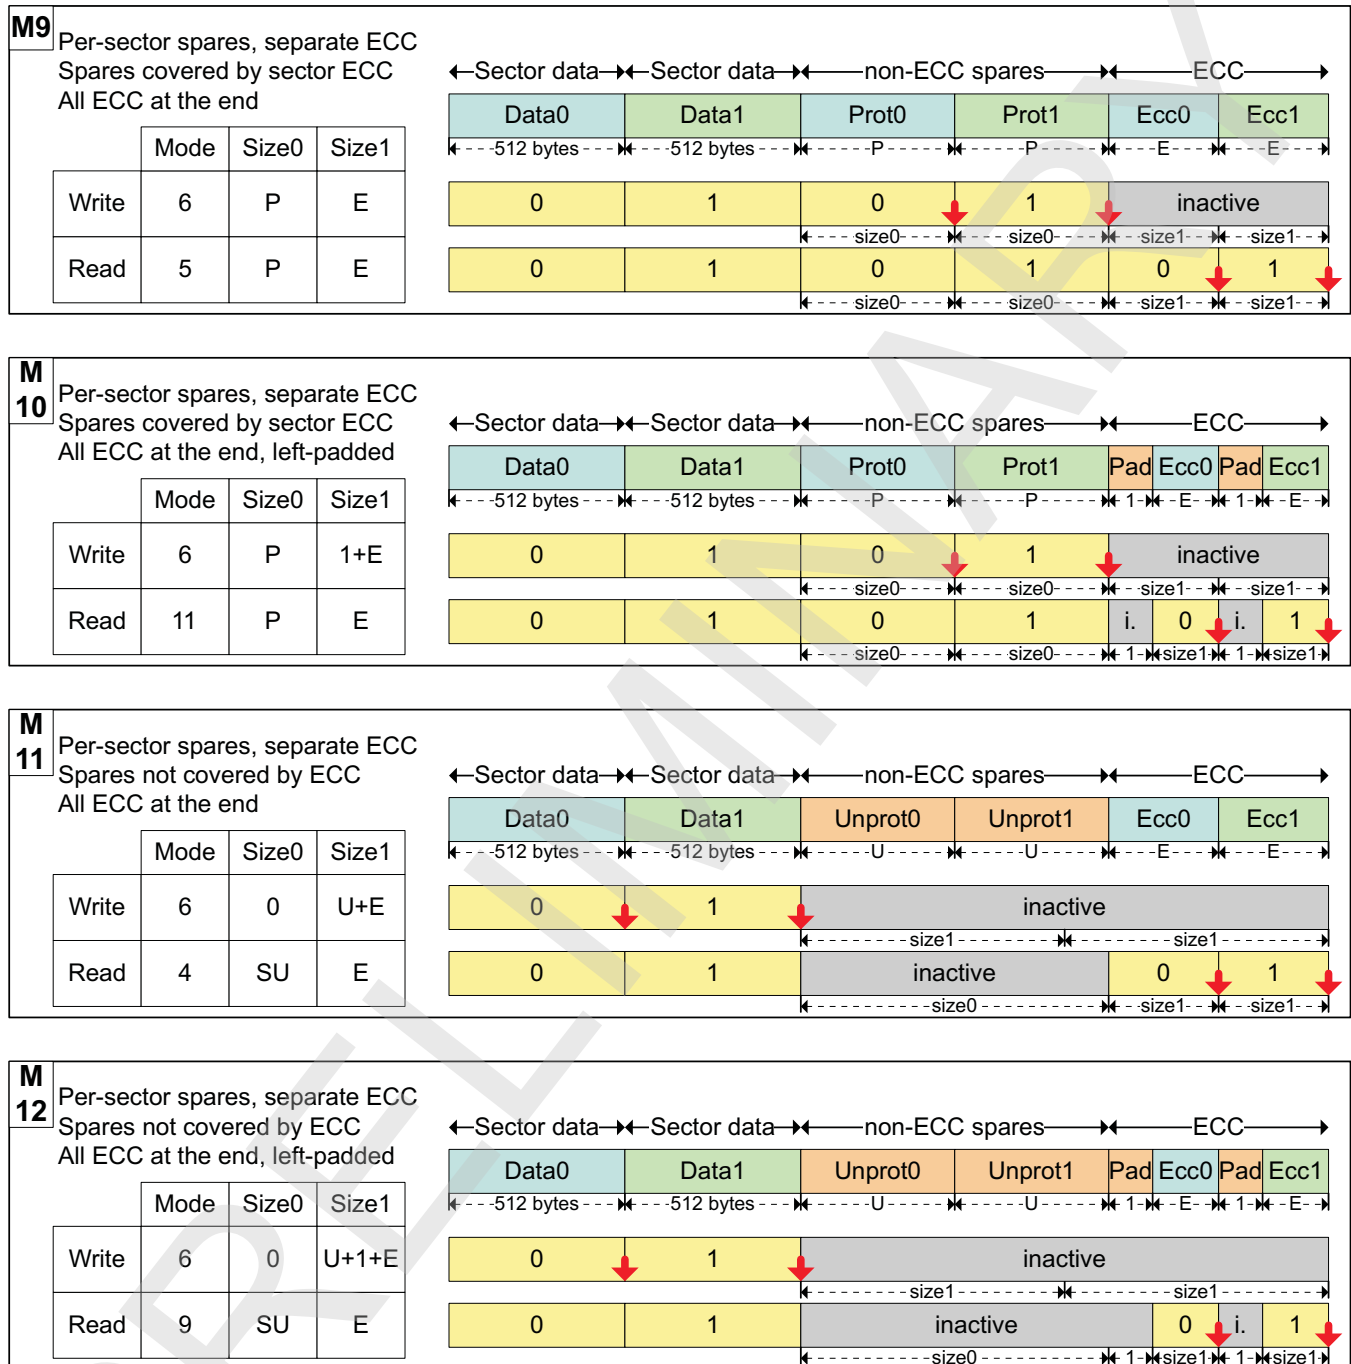 M9
Per-sector spares, separate ECC
Spares covered by sector ECC
All ECC at the end
Mode Size0 Size1
Write 6 P E
Read 5 P E
Sector data Sector data non-ECC spares ECC
Data0 Data1 Prot0 Prot1 Ecc0 Ecc1
512 bytes 512 bytes P P E E
0 1 0 1 inactive
size0 size0 size1 size1
0 1 0 1 0 1
size0 size0 size1 size1
M
10
Per-sector spares, separate ECC
Spares covered by sector ECC
All ECC at the end, left-padded
Mode Size0 Size1
Write 6 P 1+E
Read 11 P E
Sector data Sector data non-ECC spares ECC
Data0 Data1 Prot0 Prot1 Pad Ecc0 Pad Ecc1
512 bytes 512 bytes P P 1 E 1 E
0 1 0 1 inactive
size0 size0 size1 size1
0 1 0 1 i. 0 i. 1
size0 size0 1 size1 1 size1
M
11
Per-sector spares, separate ECC
Spares not covered by ECC
All ECC at the end
Mode Size0 Size1
Write 6 0 U+E
Read 4 SU E
Sector data Sector data non-ECC spares ECC
Data0 Data1 Unprot0 Unprot1 Ecc0 Ecc1
512 bytes 512 bytes U U E E
0 1 inactive
size1 size1
0 1 inactive 0 1
size0 size1 size1
M
12
Per-sector spares, separate ECC
Spares not covered by ECC
All ECC at the end, left-padded
Mode Size0 Size1
Write 6 0 U+1+E
Read 9 SU E
Sector data Sector data non-ECC spares ECC
Data0 Data1 Unprot0 Unprot1 Pad Ecc0 Pad Ecc1
512 bytes 512 bytes U U 1 E 1 E
0 1 inactive
size1 size1
0 1 inactive 0 i. 1
size0 1 size1 1 size1
PRELIMINARY